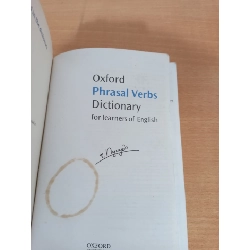 Oxford
Phrasal Verbs
Dictionary
for learners of English
OXFORD